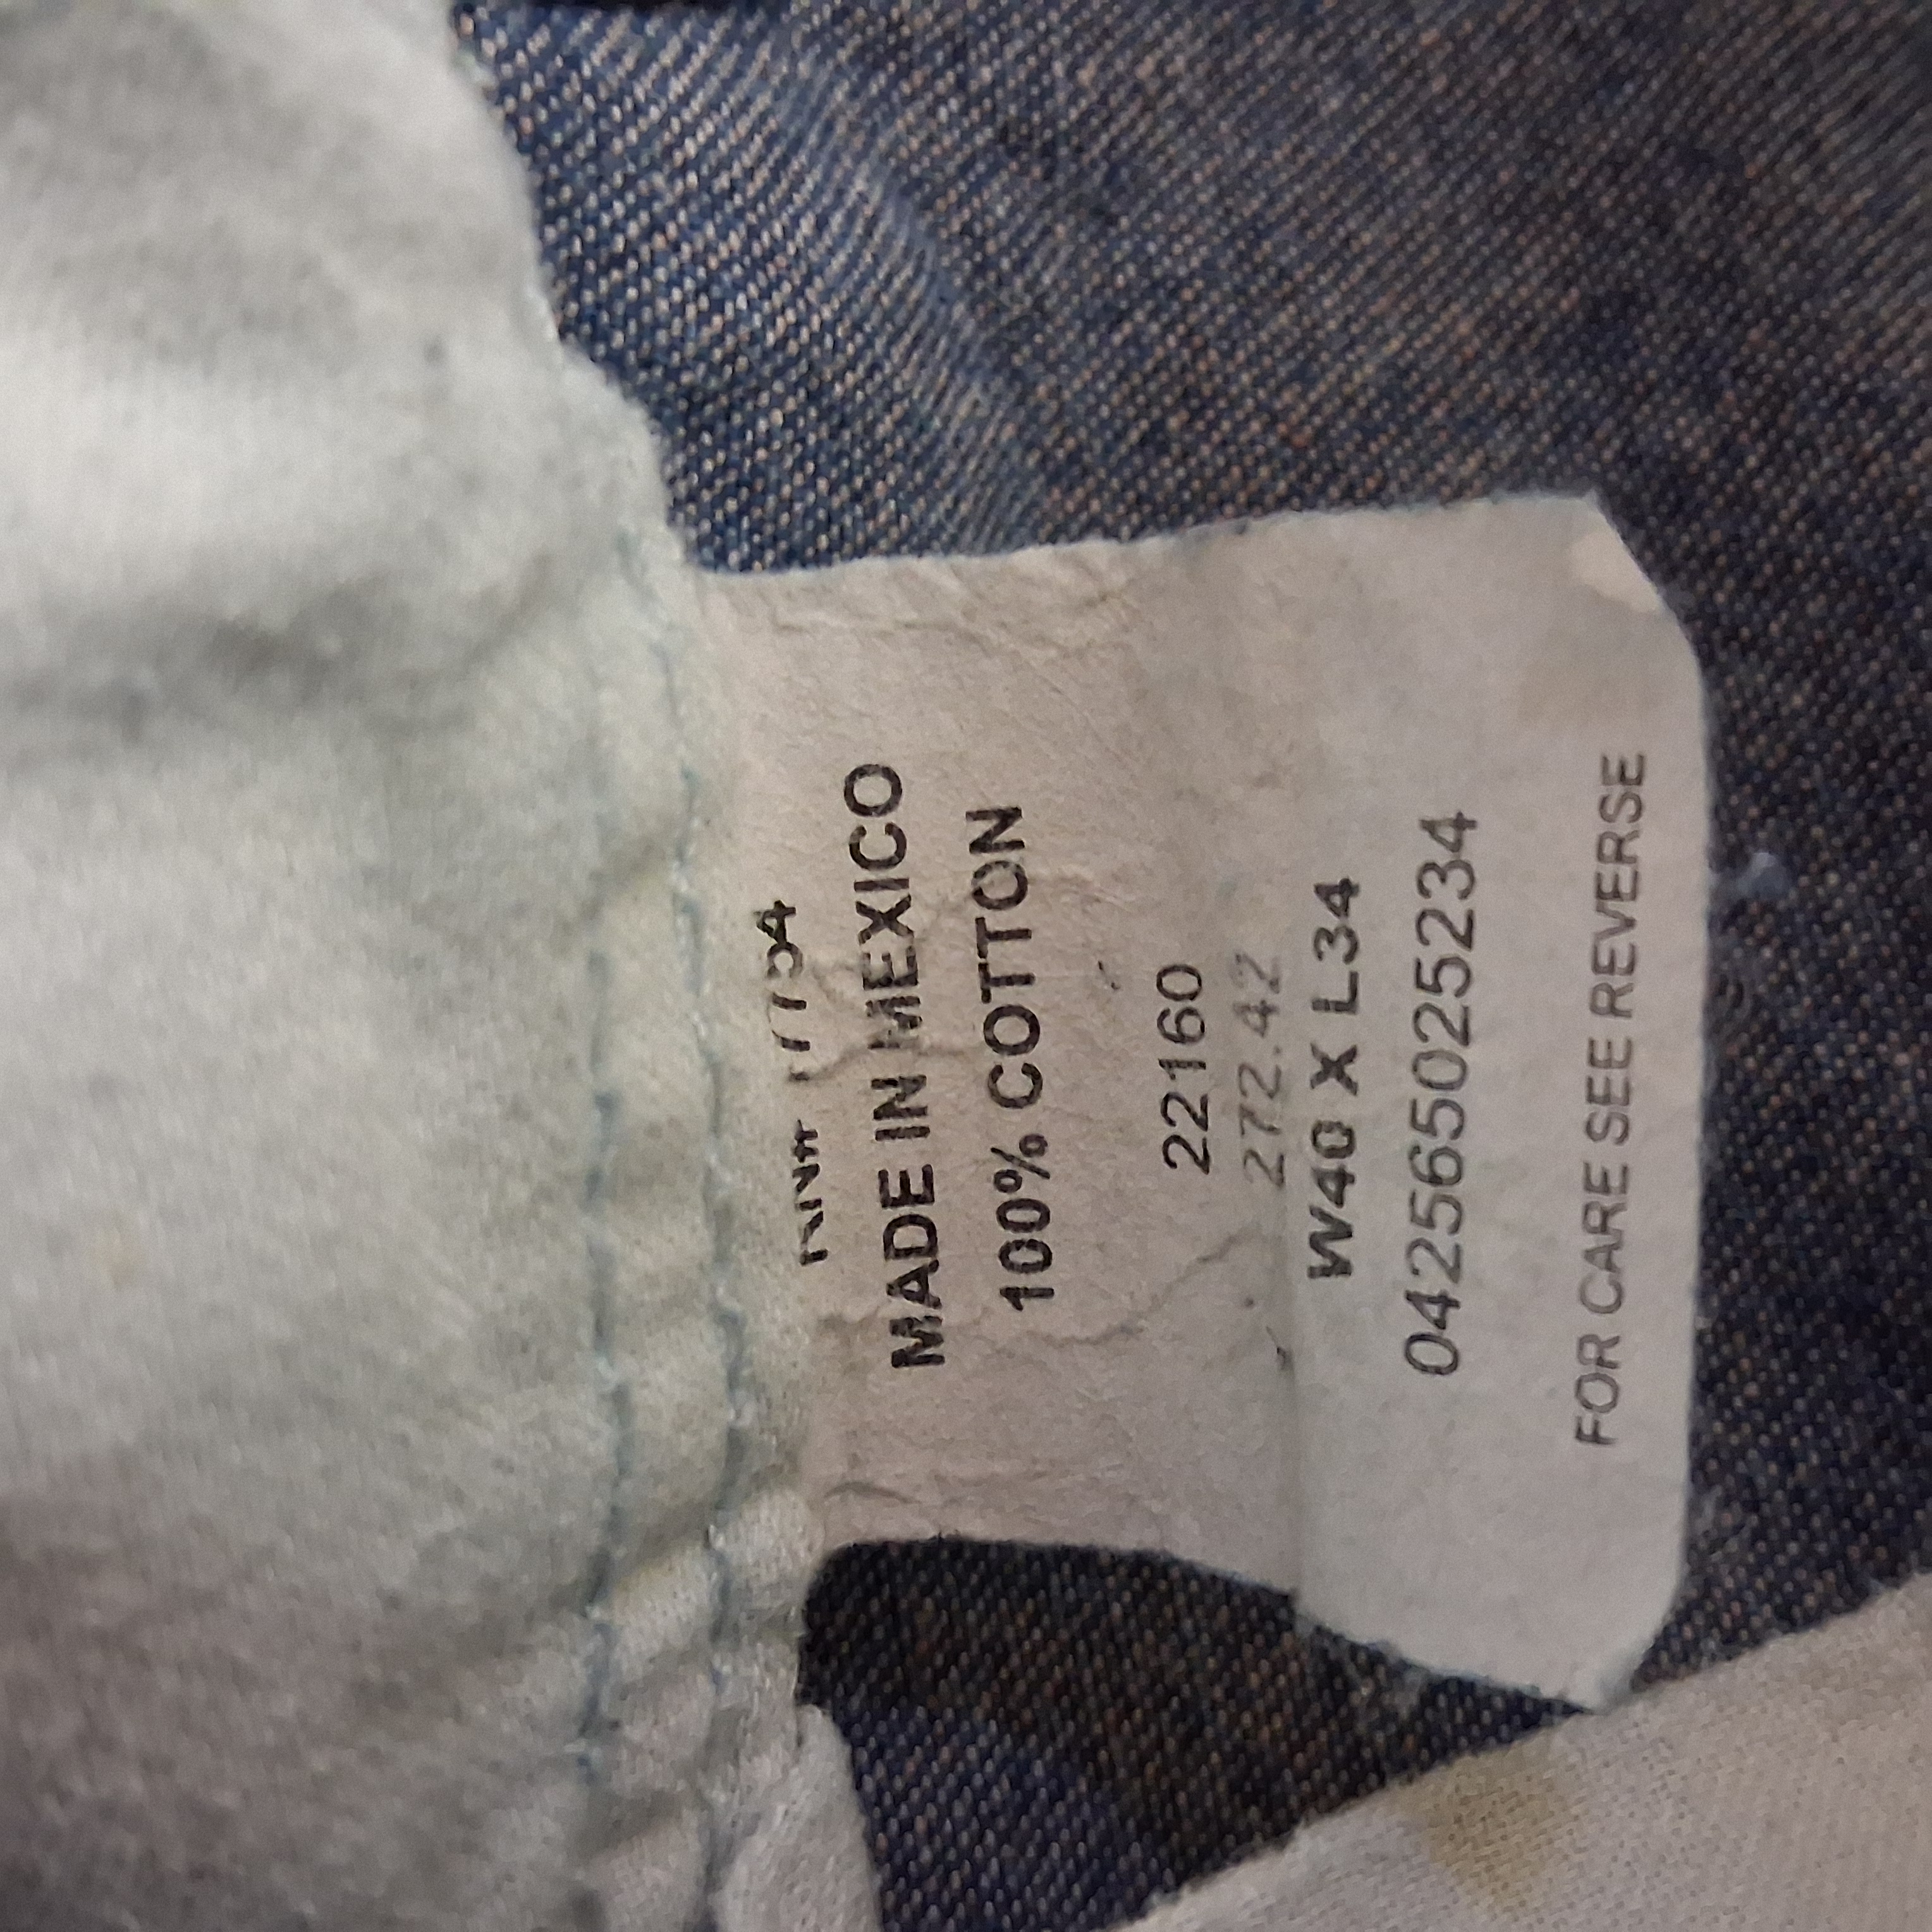 MADE IN MEXICO
100% COTTON
22160
272.42
W40 X L34
042565025234
FOR CARE SEE REVERSE